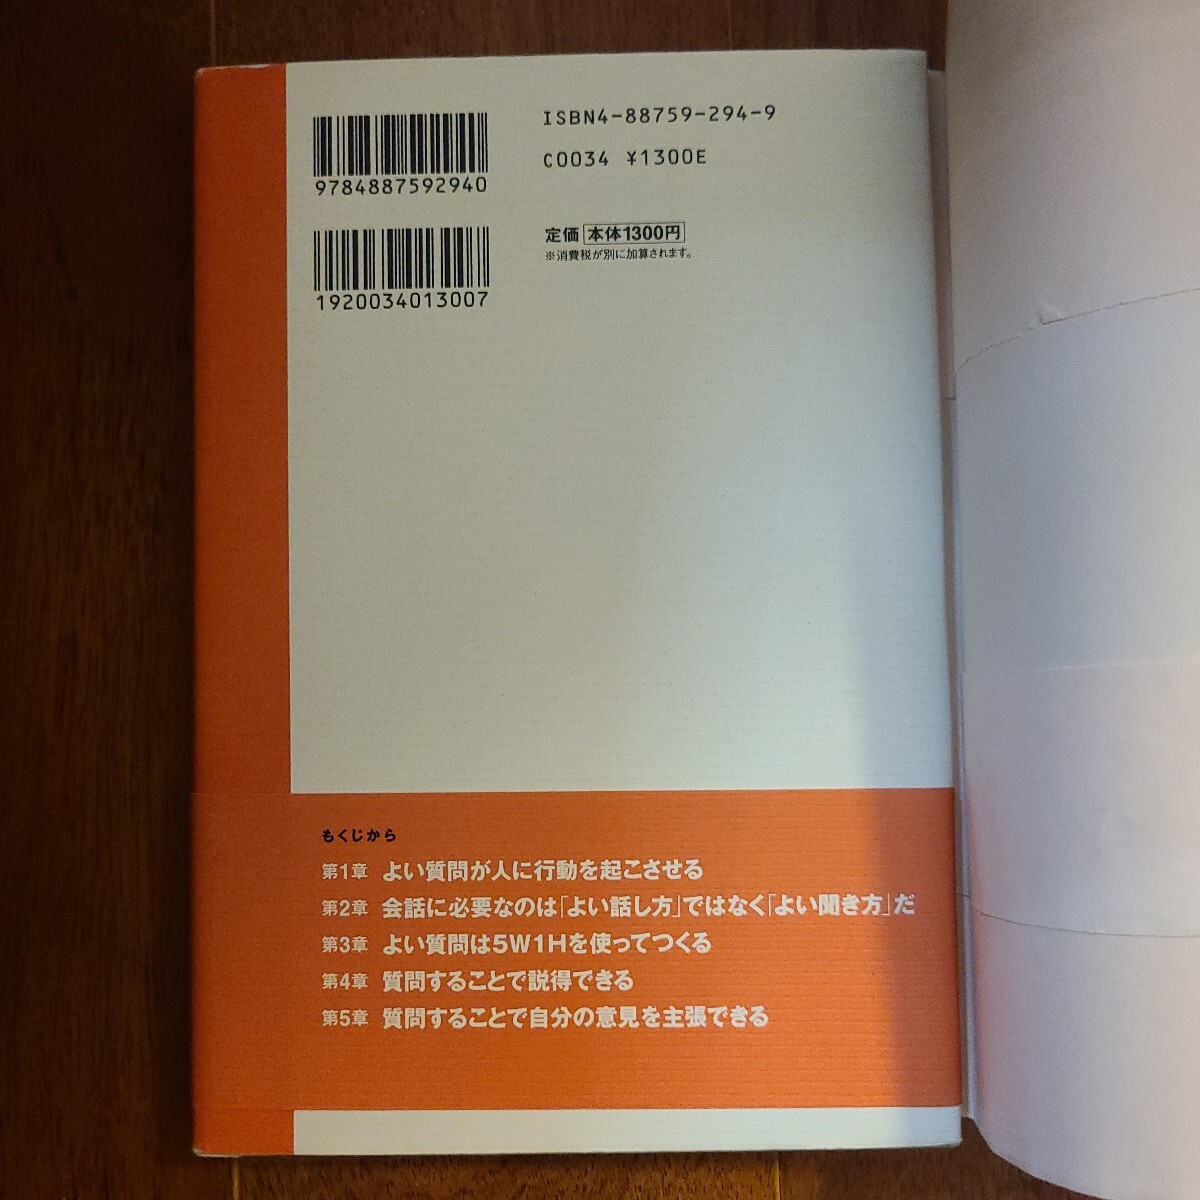 ISBN4-88759-294-9
C0034 ¥1300E
9784887592940
定価 本体1300円
※消費税が別に加算されます。
1920034013007
もくじから
第1章 よい質問が人に行動を起こさせる
第2章 会話に必要なのは「よい話し方」ではなく「よい聞き方」だ
第3章 よい質問は5W1Hを使ってつくる
第4章 質問することで説得できる
第5章 質問することで自分の意見を主張できる